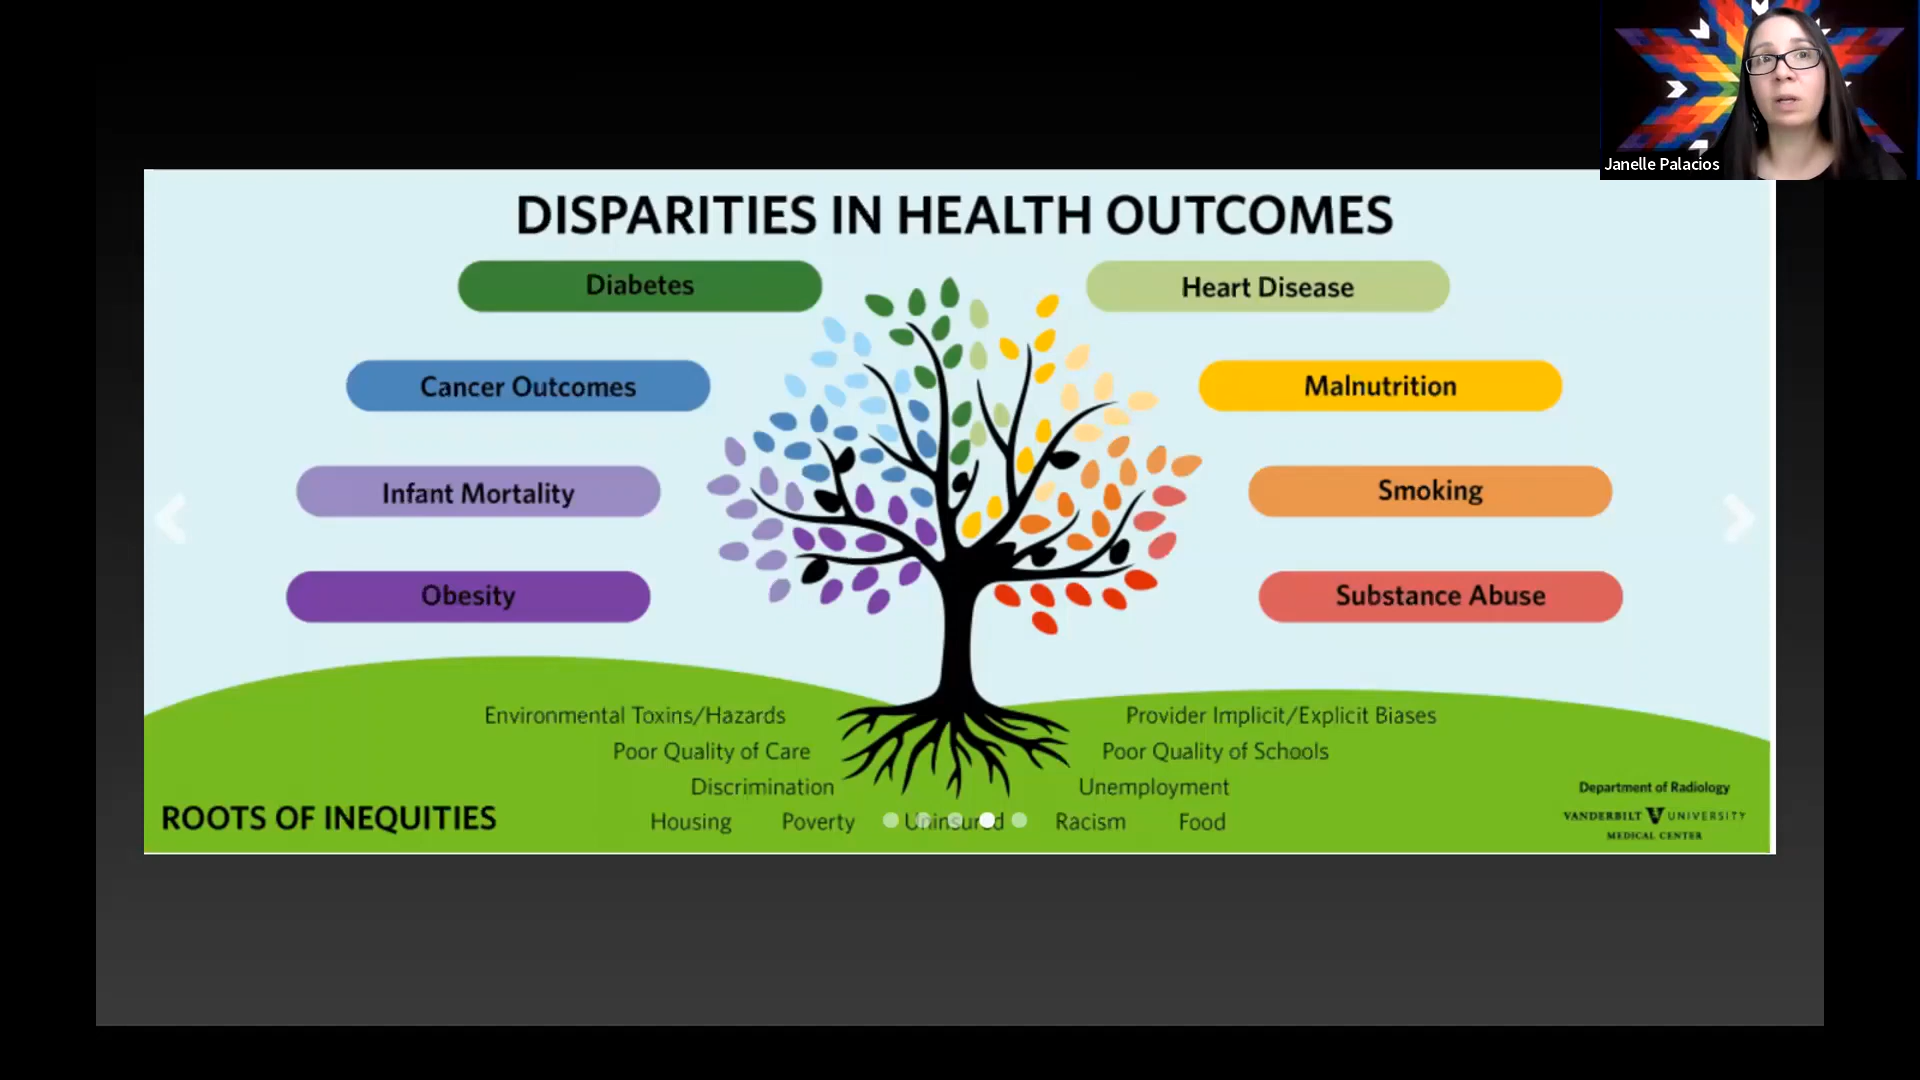 Janelle Palacios
DISPARITIES IN HEALTH OUTCOMES
Diabetes
Heart Disease
Cancer Outcomes
Malnutrition
Infant Mortality
Smoking
Obesity
Substance Abuse
Environmental Toxins/Hazards
Provider Implicit/Explicit Biases
Poor Quality of Care
Poor Quality of Schools
Discrimination
Unemployment
Housing Poverty Uninsured Racism Food
ROOTS OF INEQUITIES
Department of Radiology
VANDERBILT V UNIVERSITY
MEDICAL CENTER